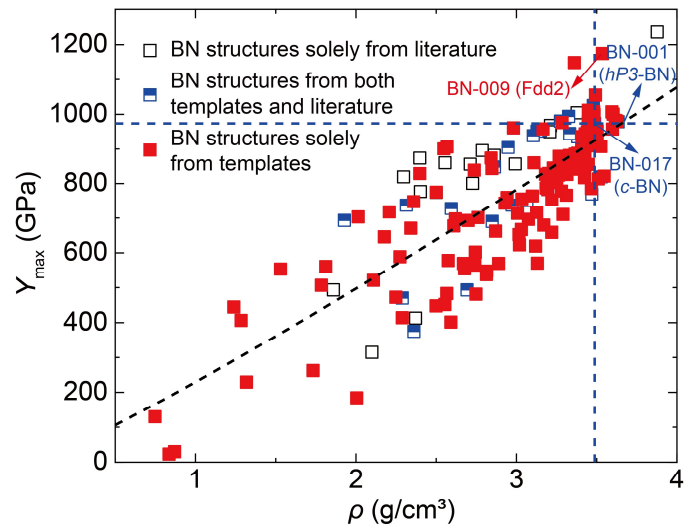 1200
1000
800
600
400
200
0
Y_max (GPa)
BN structures solely from literature
BN structures from both
templates and literature
BN structures solely
from templates
BN-009 (Fdd2)
BN-001
(hP3-BN)
BN-017
(c-BN)
1
2
3
4
ρ (g/cm³)